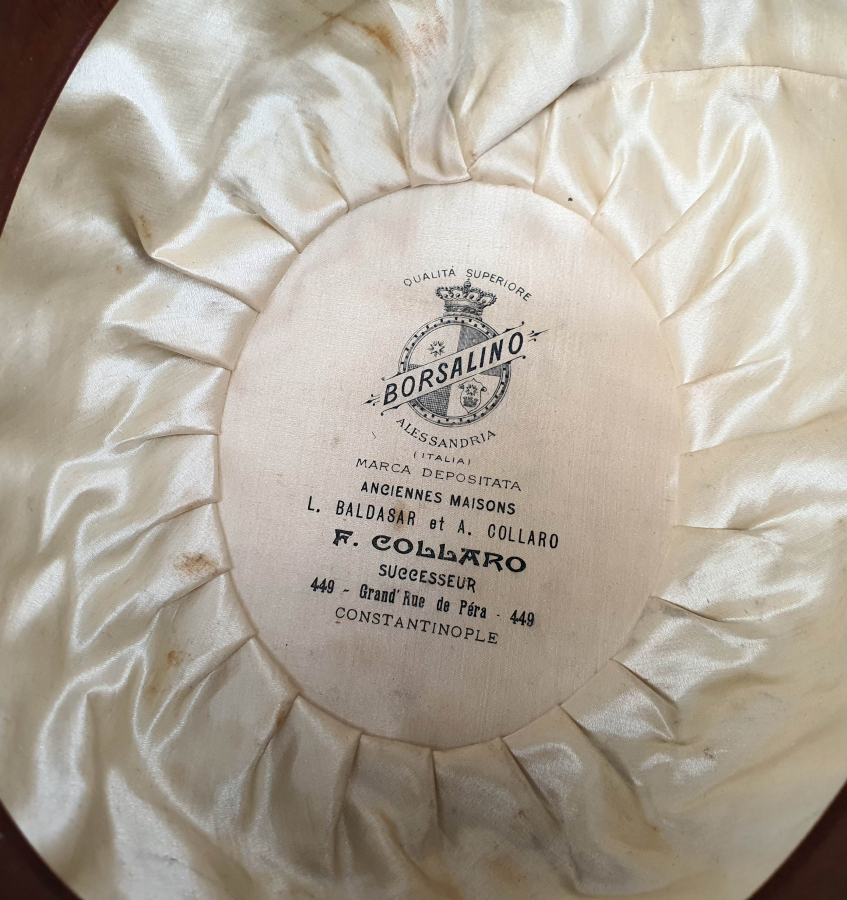 QUALITÁ SUPERIORE
BORSALINO
ALESSANDRIA
(ITALIA)
MARCA DEPOSITATA
ANCIENNES MAISONS
L. BALDASAR et A. COLLARO
F. COLLARO
SUCCESSEUR
449 - Grand'Rue de Péra - 449
CONSTANTINOPLE